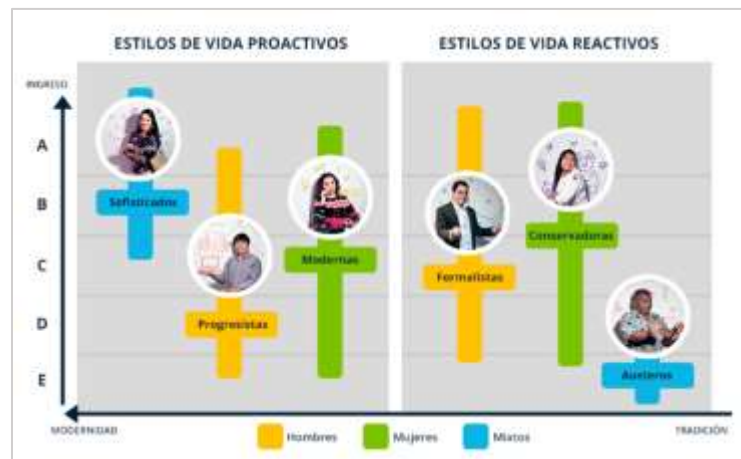 ESTILOS DE VIDA PROACTIVOS
ESTILOS DE VIDA REACTIVOS
INGRESO
A
B
C
D
E
Sofisticados
Progresistas
Modernas
Formalistas
Conservadoras
Austeros
MODERNIDAD
TRADICIÓN
Hombres
Mujeres
Mixtos